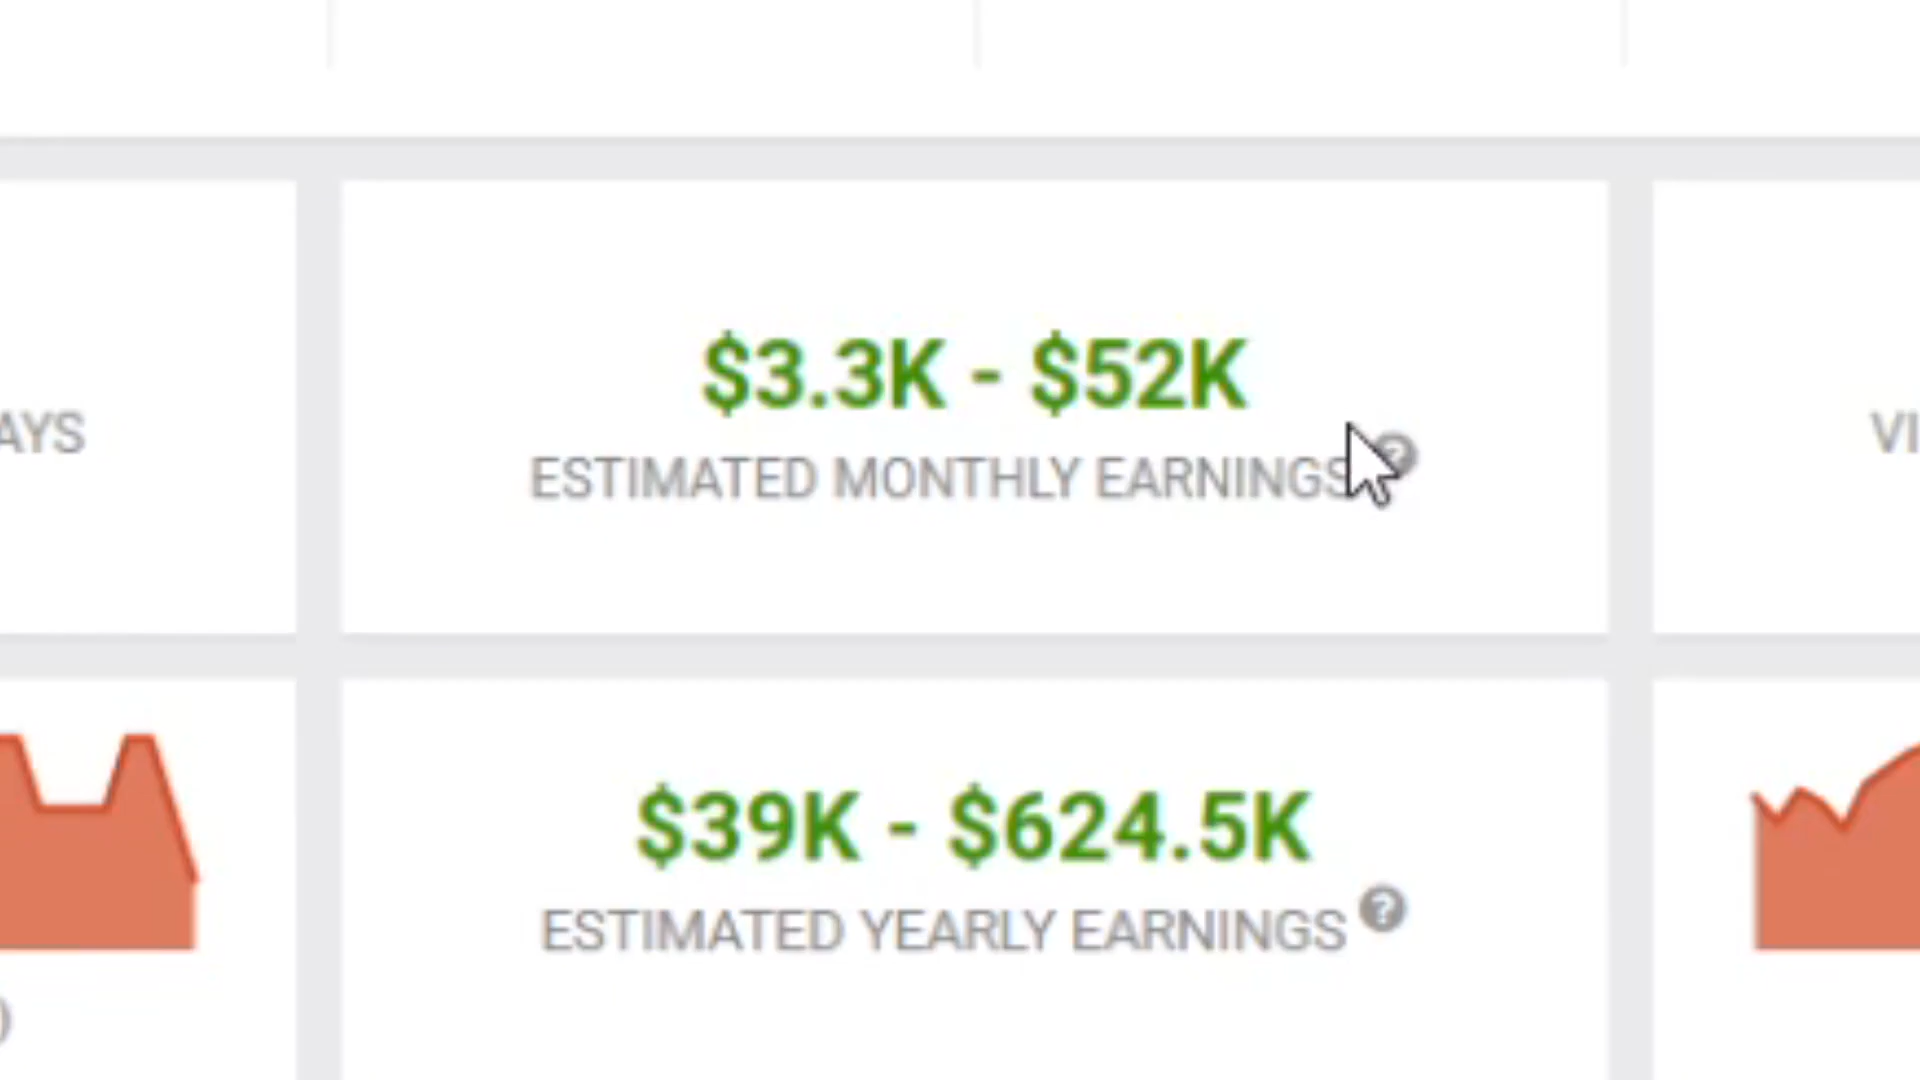 $3.3K - $52K
AYS
VI
ESTIMATED MONTHLY EARNINGS
$39K - $624.5K
ESTIMATED YEARLY EARNINGS ?
)